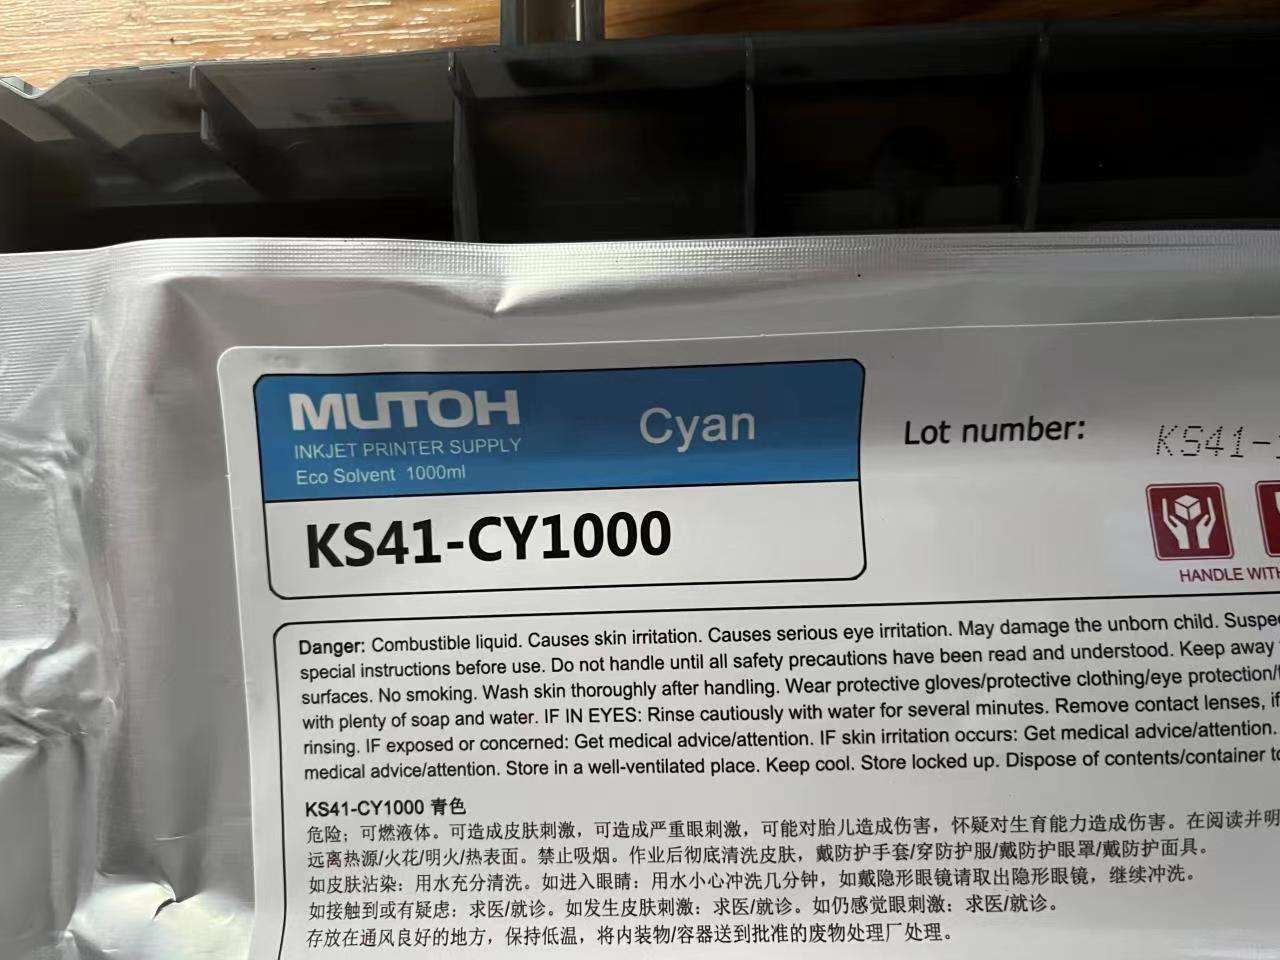 MUTOH
INKJET PRINTER SUPPLY
Eco Solvent 1000ml
Cyan
KS41-CY1000
Lot number:
KS41-
HANDLE WITH
Danger: Combustible liquid. Causes skin irritation. Causes serious eye irritation. May damage the unborn child.
special instructions before use. Do not handle until all safety precautions have been read and understood. Keep away
surfaces. No smoking. Wash skin thoroughly after handling. Wear protective gloves/protective clothing/eye protection/
with plenty of soap and water. IF IN EYES: Rinse cautiously with water for several minutes. Remove contact lenses, if
rinsing. IF exposed or concerned: Get medical advice/attention. IF skin irritation occurs: Get medical advice/attention.
medical advice/attention. Store in a well-ventilated place. Keep cool. Store locked up. Dispose of contents/container to
KS41-CY1000 青色
危险；可燃液体。可造成皮肤刺激，可造成严重眼刺激，可能对胎儿造成伤害，怀疑对生育能力造成伤害。在阅读并明
远离热源/火花/明火/热表面。禁止吸烟。作业后彻底清洗皮肤，戴防护手套/穿防护服/戴防护眼罩/戴防护面具。
如皮肤沾染：用水充分清洗。如进入眼睛：用水小心冲洗几分钟，如戴隐形眼镜请取出隐形眼镜，继续冲洗。
如接触到或有疑虑：求医/就诊。如发生皮肤刺激：求医/就诊。如仍感觉眼刺激：求医/就诊。
存放在通风良好的地方，保持低温，将内装物/容器送到批准的废物处理厂处理。